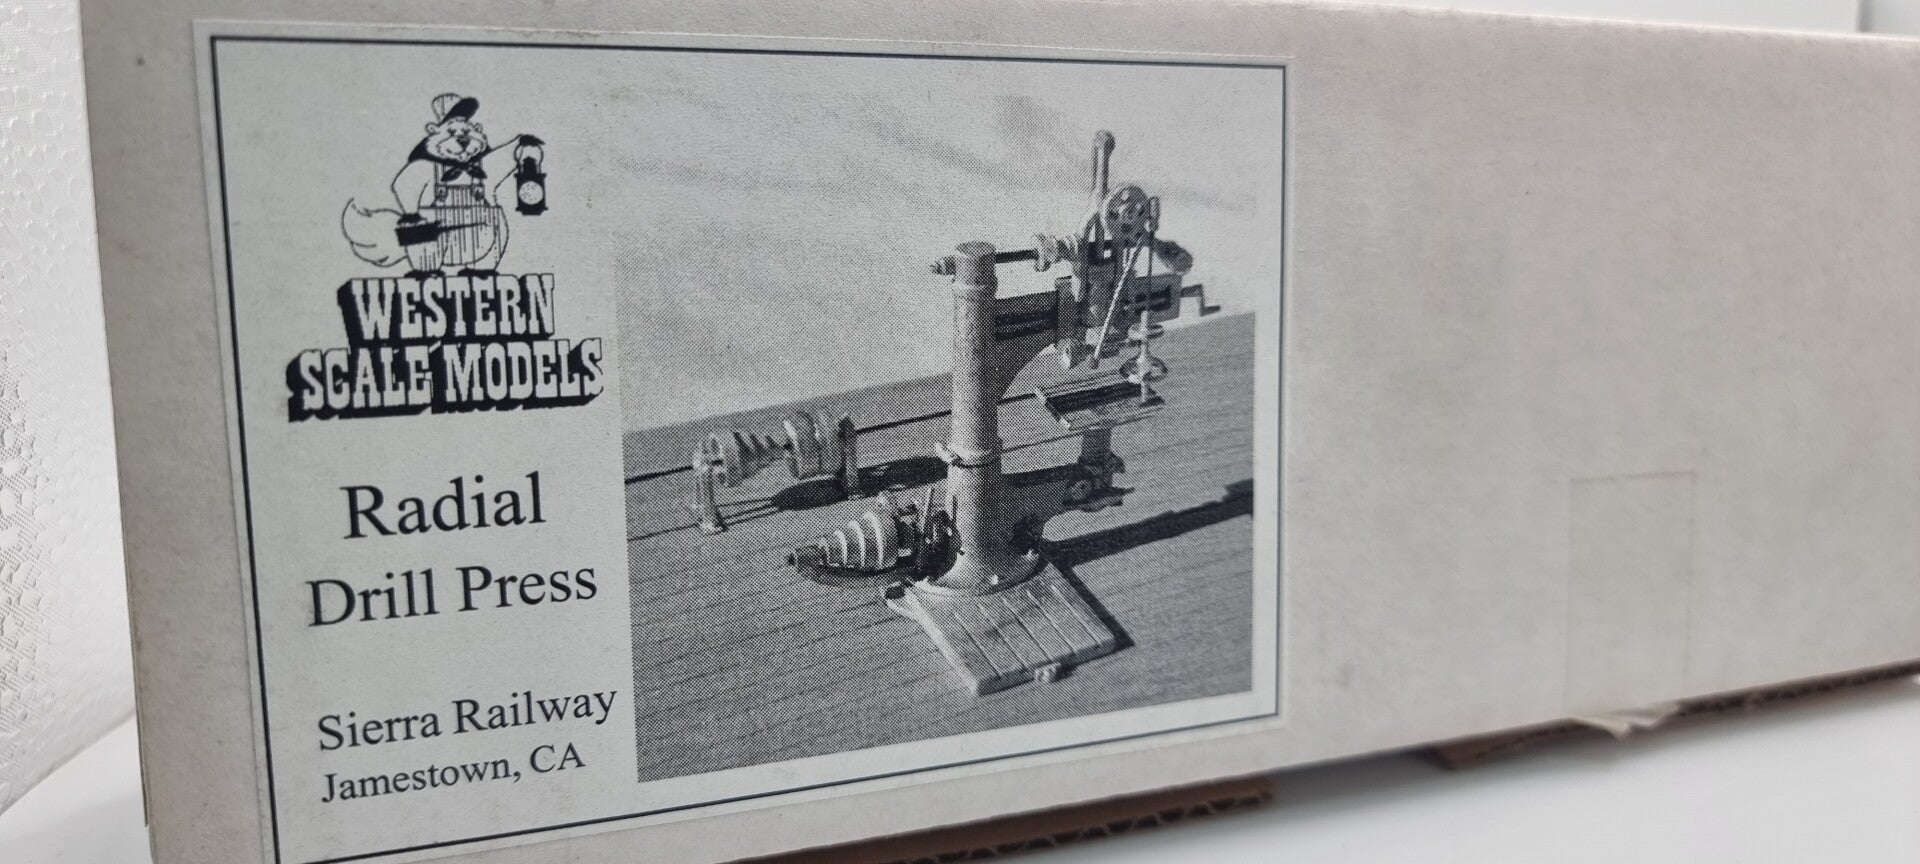 WESTERN
SCALE MODELS
Radial
Drill Press
Sierra Railway
Jamestown, CA